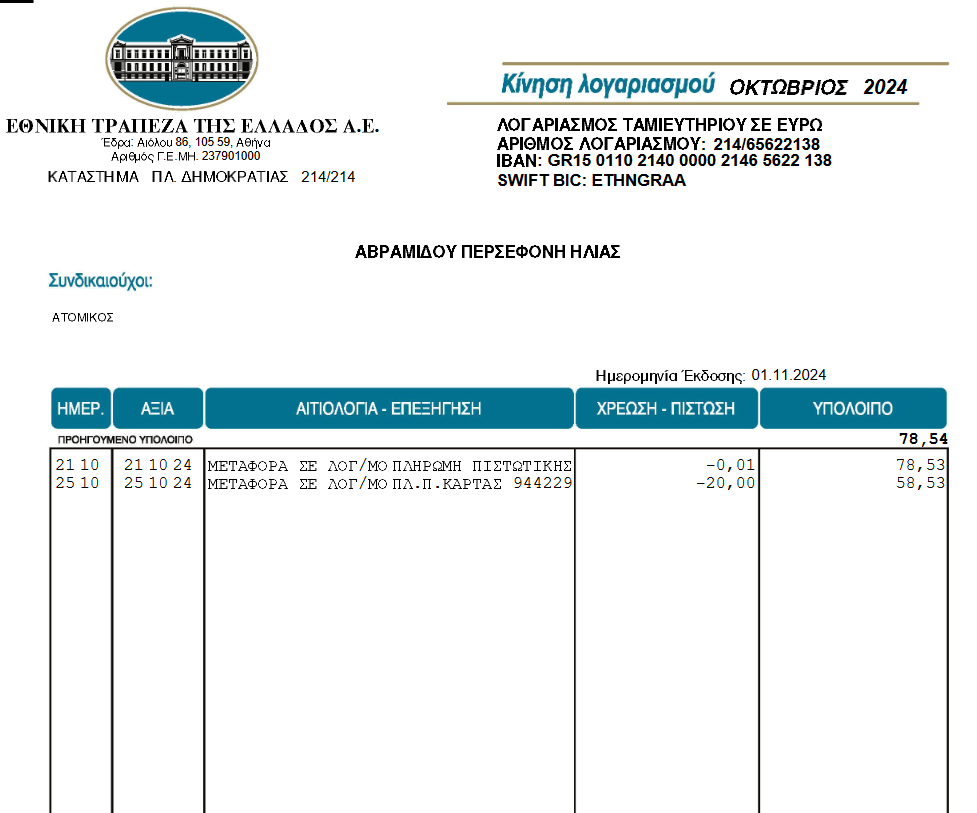 Κίνηση λογαριασμού ΟΚΤΩΒΡΙΟΣ 2024
ΕΘΝΙΚΗ ΤΡΑΠΕΖΑ ΤΗΣ ΕΛΛΑΔΟΣ Α.Ε.
Έδρα: Αιόλου 86, 105 59, Αθήνα
Αριθμός Γ.Ε.ΜΗ. 237901000
ΚΑΤΑΣΤΗΜΑ ΠΛ. ΔΗΜΟΚΡΑΤΙΑΣ 214/214
ΛΟΓΑΡΙΑΣΜΟΣ ΤΑΜΙΕΥΤΗΡΙΟΥ ΣΕ ΕΥΡΩ
ΑΡΙΘΜΟΣ ΛΟΓΑΡΙΑΣΜΟΥ: 214/65622138
IBAN: GR15 0110 2140 0000 2146 5622 138
SWIFT BIC: ETHNGRAA
ΑΒΡΑΜΙΔΟΥ ΠΕΡΣΕΦΟΝΗ ΗΛΙΑΣ
Συνδικαιούχοι:
ΑΤΟΜΙΚΟΣ
Ημερομηνία Έκδοσης: 01.11.2024
ΗΜΕΡ. ΑΞΙΑ ΑΙΤΙΟΛΟΓΙΑ - ΕΠΕΞΗΓΗΣΗ ΧΡΕΩΣΗ - ΠΙΣΤΩΣΗ ΥΠΟΛΟΙΠΟ
ΠΡΟΗΓΟΥΜΕΝΟ ΥΠΟΛΟΙΠΟ 78,54
21 10 21 10 24 ΜΕΤΑΦΟΡΑ ΣΕ ΛΟΓ/ΜΟ ΠΛΗΡΩΜΗ ΠΙΣΤΩΤΙΚΗΣ -0,01 78,53
25 10 25 10 24 ΜΕΤΑΦΟΡΑ ΣΕ ΛΟΓ/ΜΟ ΠΛ.Π.ΚΑΡΤΑΣ 944229 -20,00 58,53